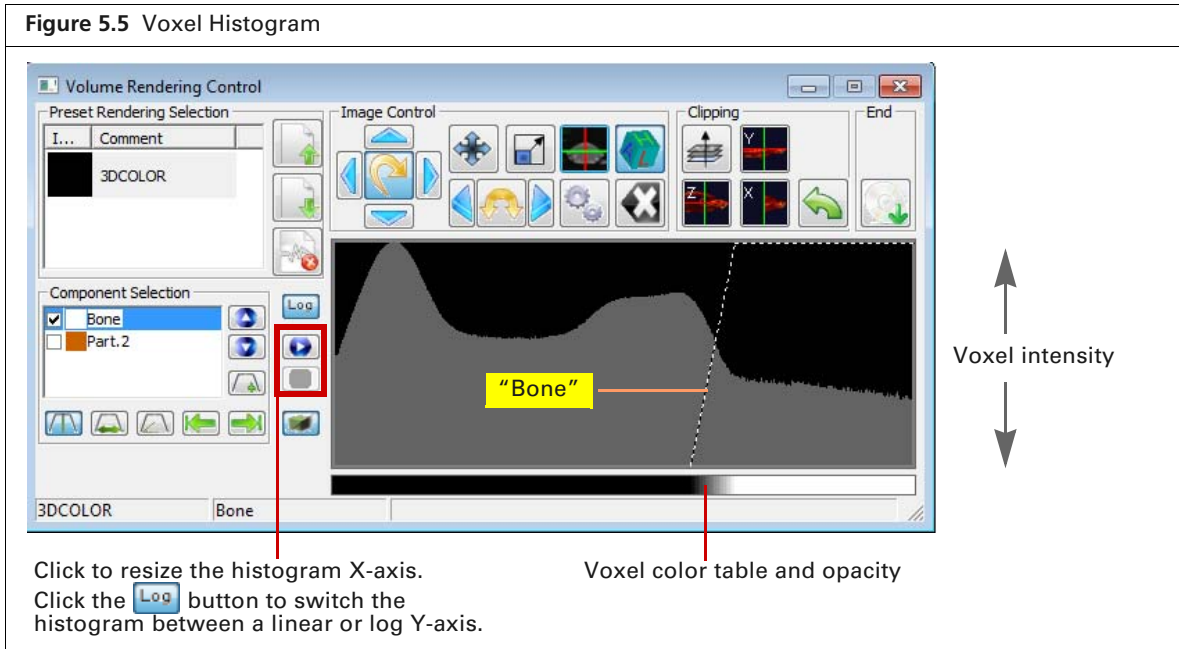 Figure 5.5 Voxel Histogram
Volume Rendering Control
Preset Rendering Selection
I... Comment
3DCOLOR
Image Control
Clipping
End
Y
L
Z
X
Component Selection
Bone
Part.2
Log
"Bone"
Voxel intensity
3DCOLOR Bone
Click to resize the histogram X-axis.
Click the Log button to switch the
histogram between a linear or log Y-axis.
Voxel color table and opacity